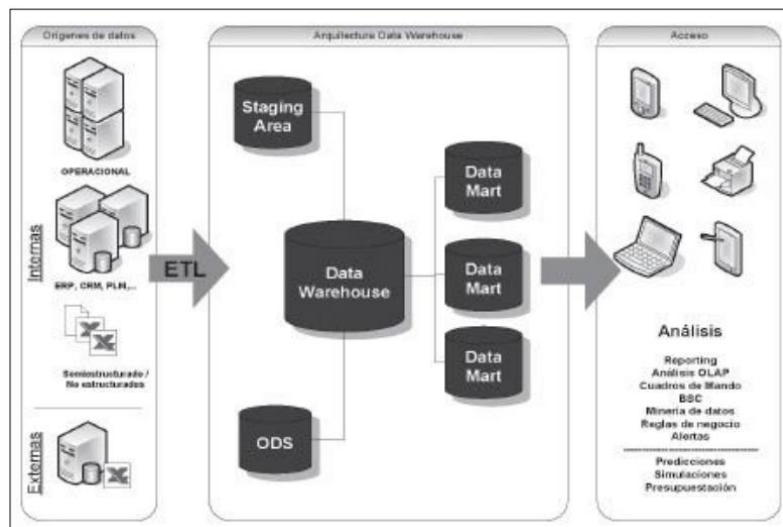 Orígenes de datos
OPERACIONAL
Internas
ERP, CRM, PLM,...
Semiestructurado /
No estructurados
Externas
ETL
Arquitectura Data Warehouse
Staging
Area
Data
Warehouse
ODS
Data
Mart
Data
Mart
Data
Mart
Acceso
Análisis
Reporting
Análisis OLAP
Cuadros de Mando
BSC
Minería de datos
Reglas de negocio
Alertas
Predicciones
Simulaciones
Presupuestación